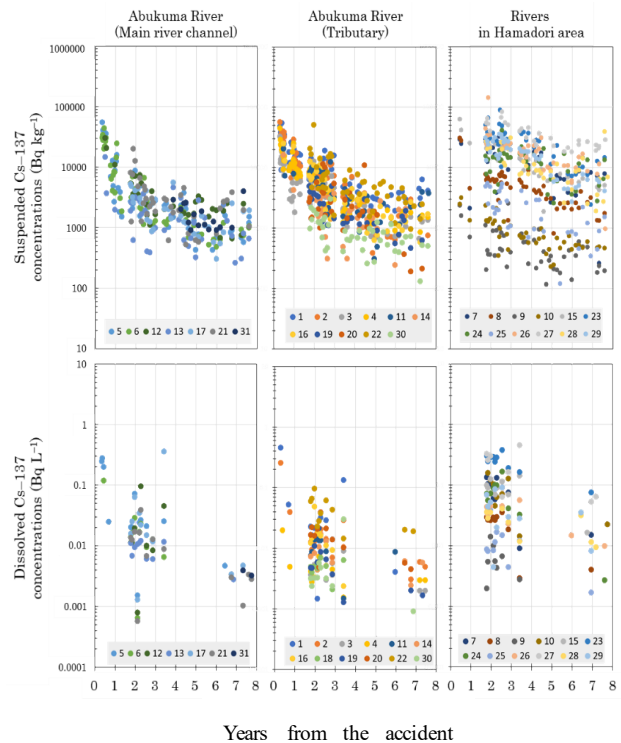 Abukuma River
(Main river channel)
Abukuma River
(Tributary)
Rivers
in Hamadori area
Suspended Cs–137
concentrations (Bq kg⁻¹)
1000000
100000
10000
1000
100
10
5 6 12 13 17 21 31
1 2 3 4 11 14
16 19 20 22 30
7 8 9 10 15 23
24 25 26 27 28 29
Dissolved Cs–137
concentrations (Bq L⁻¹)
10
1
0.1
0.01
0.001
0.0001
5 6 12 13 17 21 31
1 2 3 4 11 14
16 18 19 20 22 30
7 8 9 10 15 23
24 25 26 27 28 29
0 1 2 3 4 5 6 7 8
0 1 2 3 4 5 6 7 8
0 1 2 3 4 5 6 7 8
Years from the accident